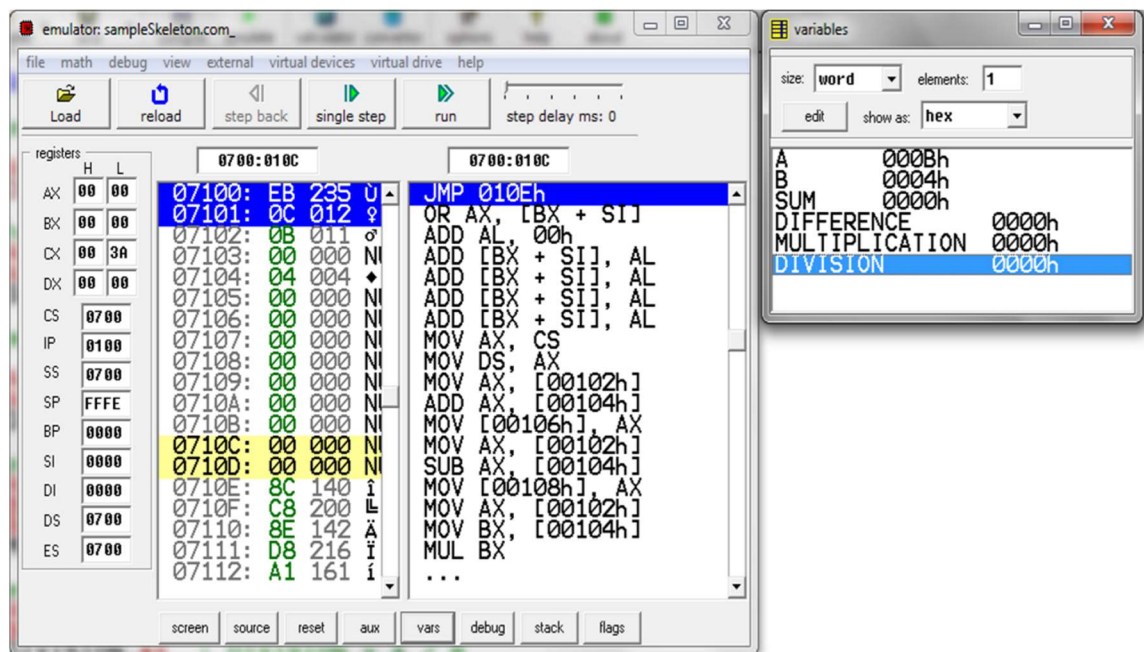 emulator: sampleSkeleton.com_
file math debug view external virtual devices virtual drive help
Load reload step back single step run step delay ms: 0
registers
H L
AX 00 00
BX 00 00
CX 00 3A
DX 00 00
CS 0700
IP 0100
SS 0700
SP FFFE
BP 0000
SI 0000
DI 0000
DS 0700
ES 0700
0700:010C
07100: EB 235 Ù
07101: 0C 012 ♀
07102: 0B 011 ♂
07103: 00 000 NU
07104: 04 004 ♦
07105: 00 000 NU
07106: 00 000 NU
07107: 00 000 NU
07108: 00 000 NU
07109: 00 000 NU
0710A: 00 000 NU
0710B: 00 000 NU
0710C: 00 000 NU
0710D: 00 000 NU
0710E: 8C 140 î
0710F: C8 200 ╚
07110: 8E 142 Ä
07111: D8 216 Ï
07112: A1 161 í
0700:010C
JMP 010Eh
OR AX, [BX + SI]
ADD AL, 00h
ADD [BX + SI], AL
ADD [BX + SI], AL
ADD [BX + SI], AL
ADD [BX + SI], AL
MOV AX, CS
MOV DS, AX
MOV AX, [00102h]
ADD AX, [00104h]
MOV [00106h], AX
MOV AX, [00102h]
SUB AX, [00104h]
MOV [00108h], AX
MOV AX, [00102h]
MOV BX, [00104h]
MUL BX
...
screen source reset aux vars debug stack flags
variables
size: word elements: 1
edit show as: hex
A 000Bh
B 0004h
SUM 0000h
DIFFERENCE 0000h
MULTIPLICATION 0000h
DIVISION 0000h